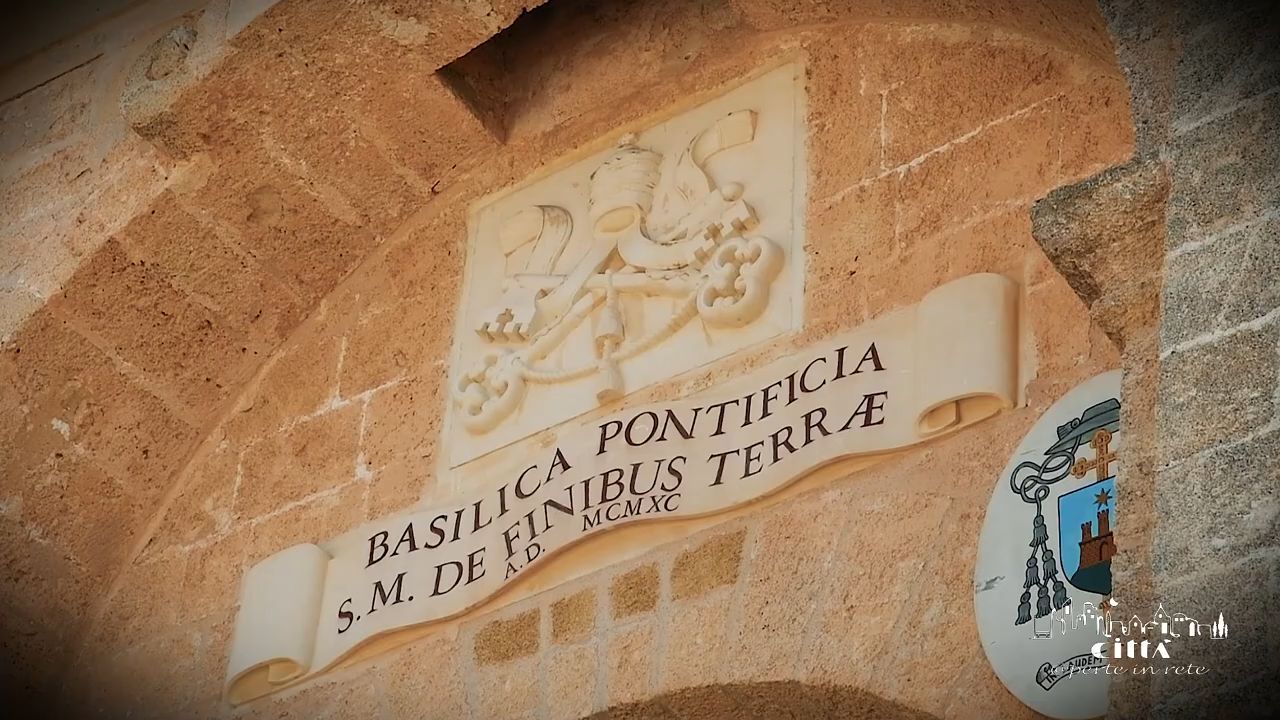 BASILICA PONTIFICIA
S. M. DE FINIBUS TERRÆ
A.D. MCMXC
città
aperte in rete